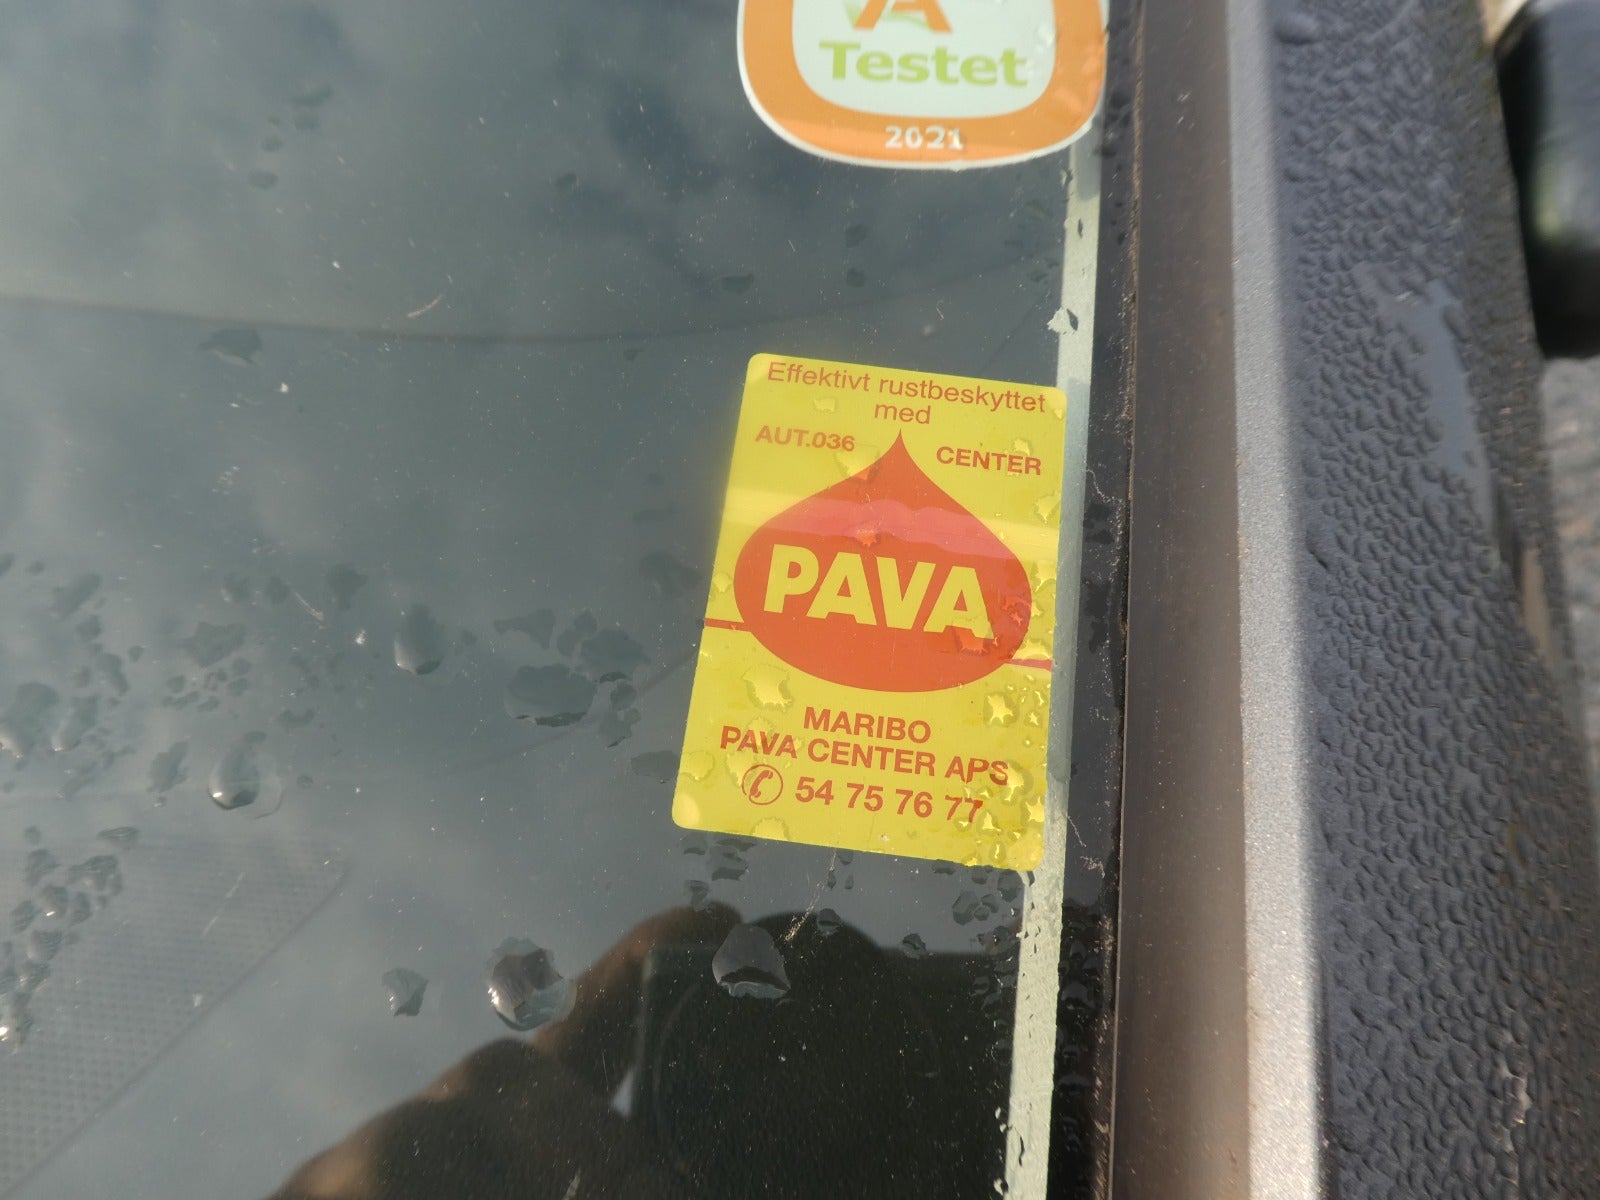 A
Testet
2021
Effektivt rustbeskyttet
med
AUT.036 CENTER
PAVA
MARIBO
PAVA CENTER APS
54 75 76 77